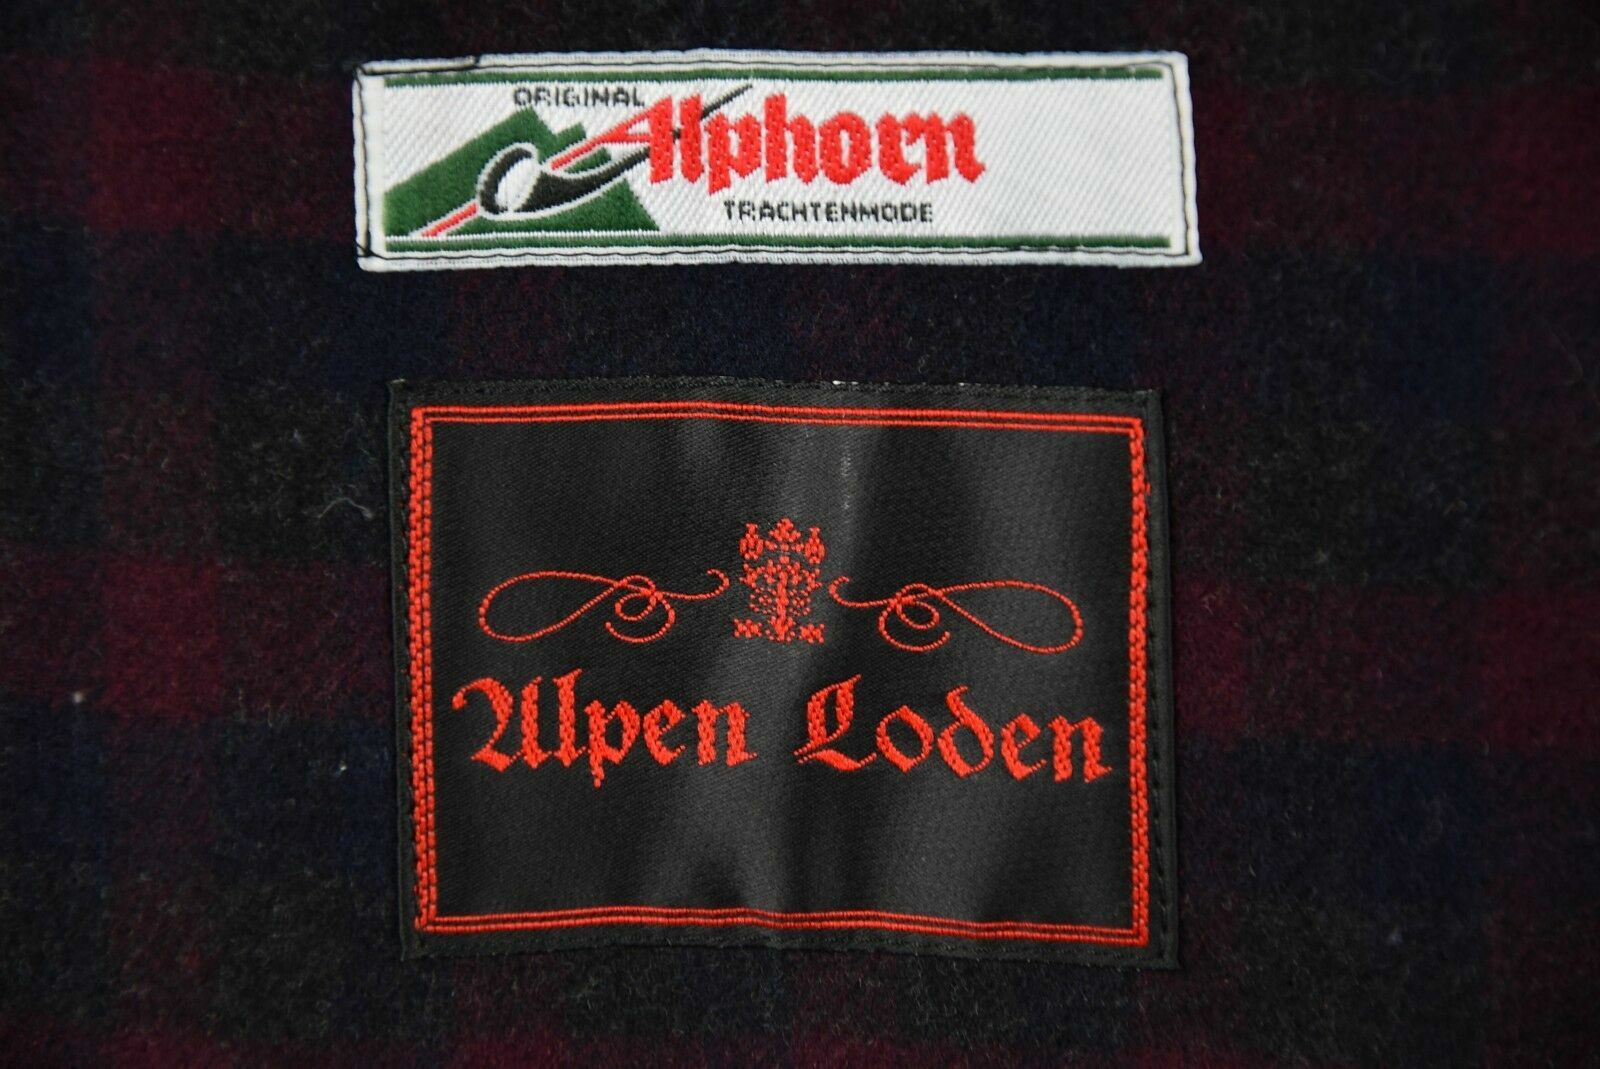 ORIGINAL
Alphorn
TRACHTENMODE
Alpen Loden